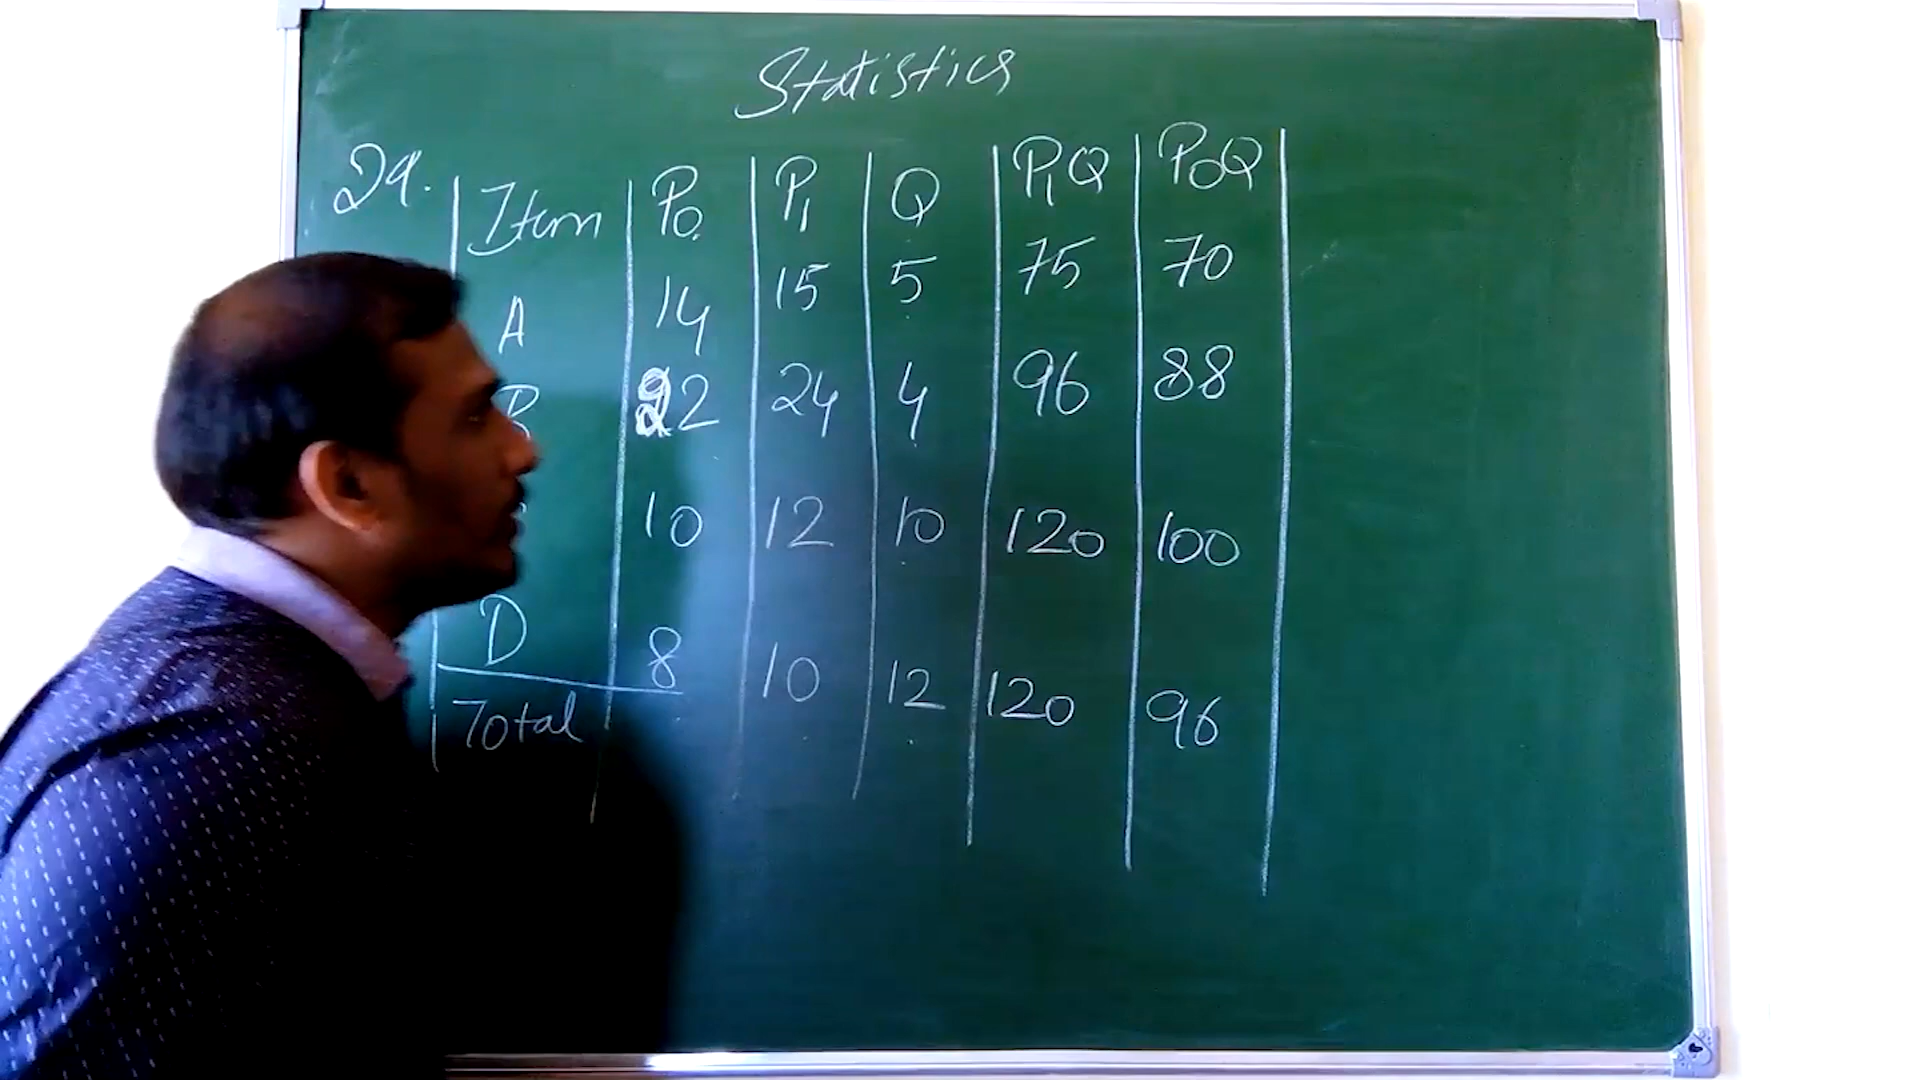 Statistics
29. Item P0. P1 Q P1Q P0Q
A 14 15 5 75 70
B 22 24 4 96 88
10 12 10 120 100
D 8 10 12 120 96
Total